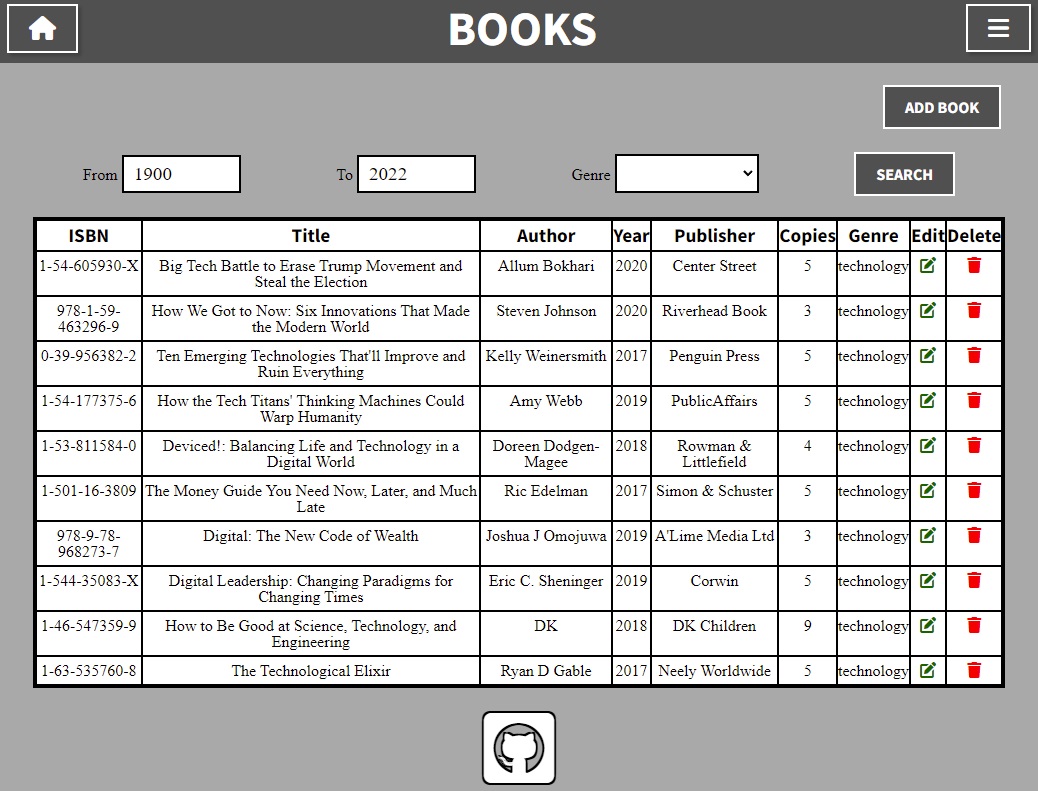 BOOKS
ADD BOOK
From 1900 To 2022 Genre SEARCH
ISBN Title Author Year Publisher Copies Genre Edit Delete
1-54-605930-X Big Tech Battle to Erase Trump Movement and Allum Bokhari 2020 Center Street 5 technology
Steal the Election
978-1-59- How We Got to Now: Six Innovations That Made Steven Johnson 2020 Riverhead Book 3 technology
463296-9 the Modern World
0-39-956382-2 Ten Emerging Technologies That'll Improve and Kelly Weinersmith 2017 Penguin Press 5 technology
Ruin Everything
1-54-177375-6 How the Tech Titans' Thinking Machines Could Amy Webb 2019 PublicAffairs 5 technology
Warp Humanity
1-53-811584-0 Deviced!: Balancing Life and Technology in a Doreen Dodgen- 2018 Rowman & 4 technology
Digital World Magee Littlefield
1-501-16-3809 The Money Guide You Need Now, Later, and Much Ric Edelman 2017 Simon & Schuster 5 technology
Late
978-9-78- Digital: The New Code of Wealth Joshua J Omojuwa 2019 A'Lime Media Ltd 3 technology
968273-7
1-544-35083-X Digital Leadership: Changing Paradigms for Eric C. Sheninger 2019 Corwin 5 technology
Changing Times
1-46-547359-9 How to Be Good at Science, Technology, and DK 2018 DK Children 9 technology
Engineering
1-63-535760-8 The Technological Elixir Ryan D Gable 2017 Neely Worldwide 5 technology